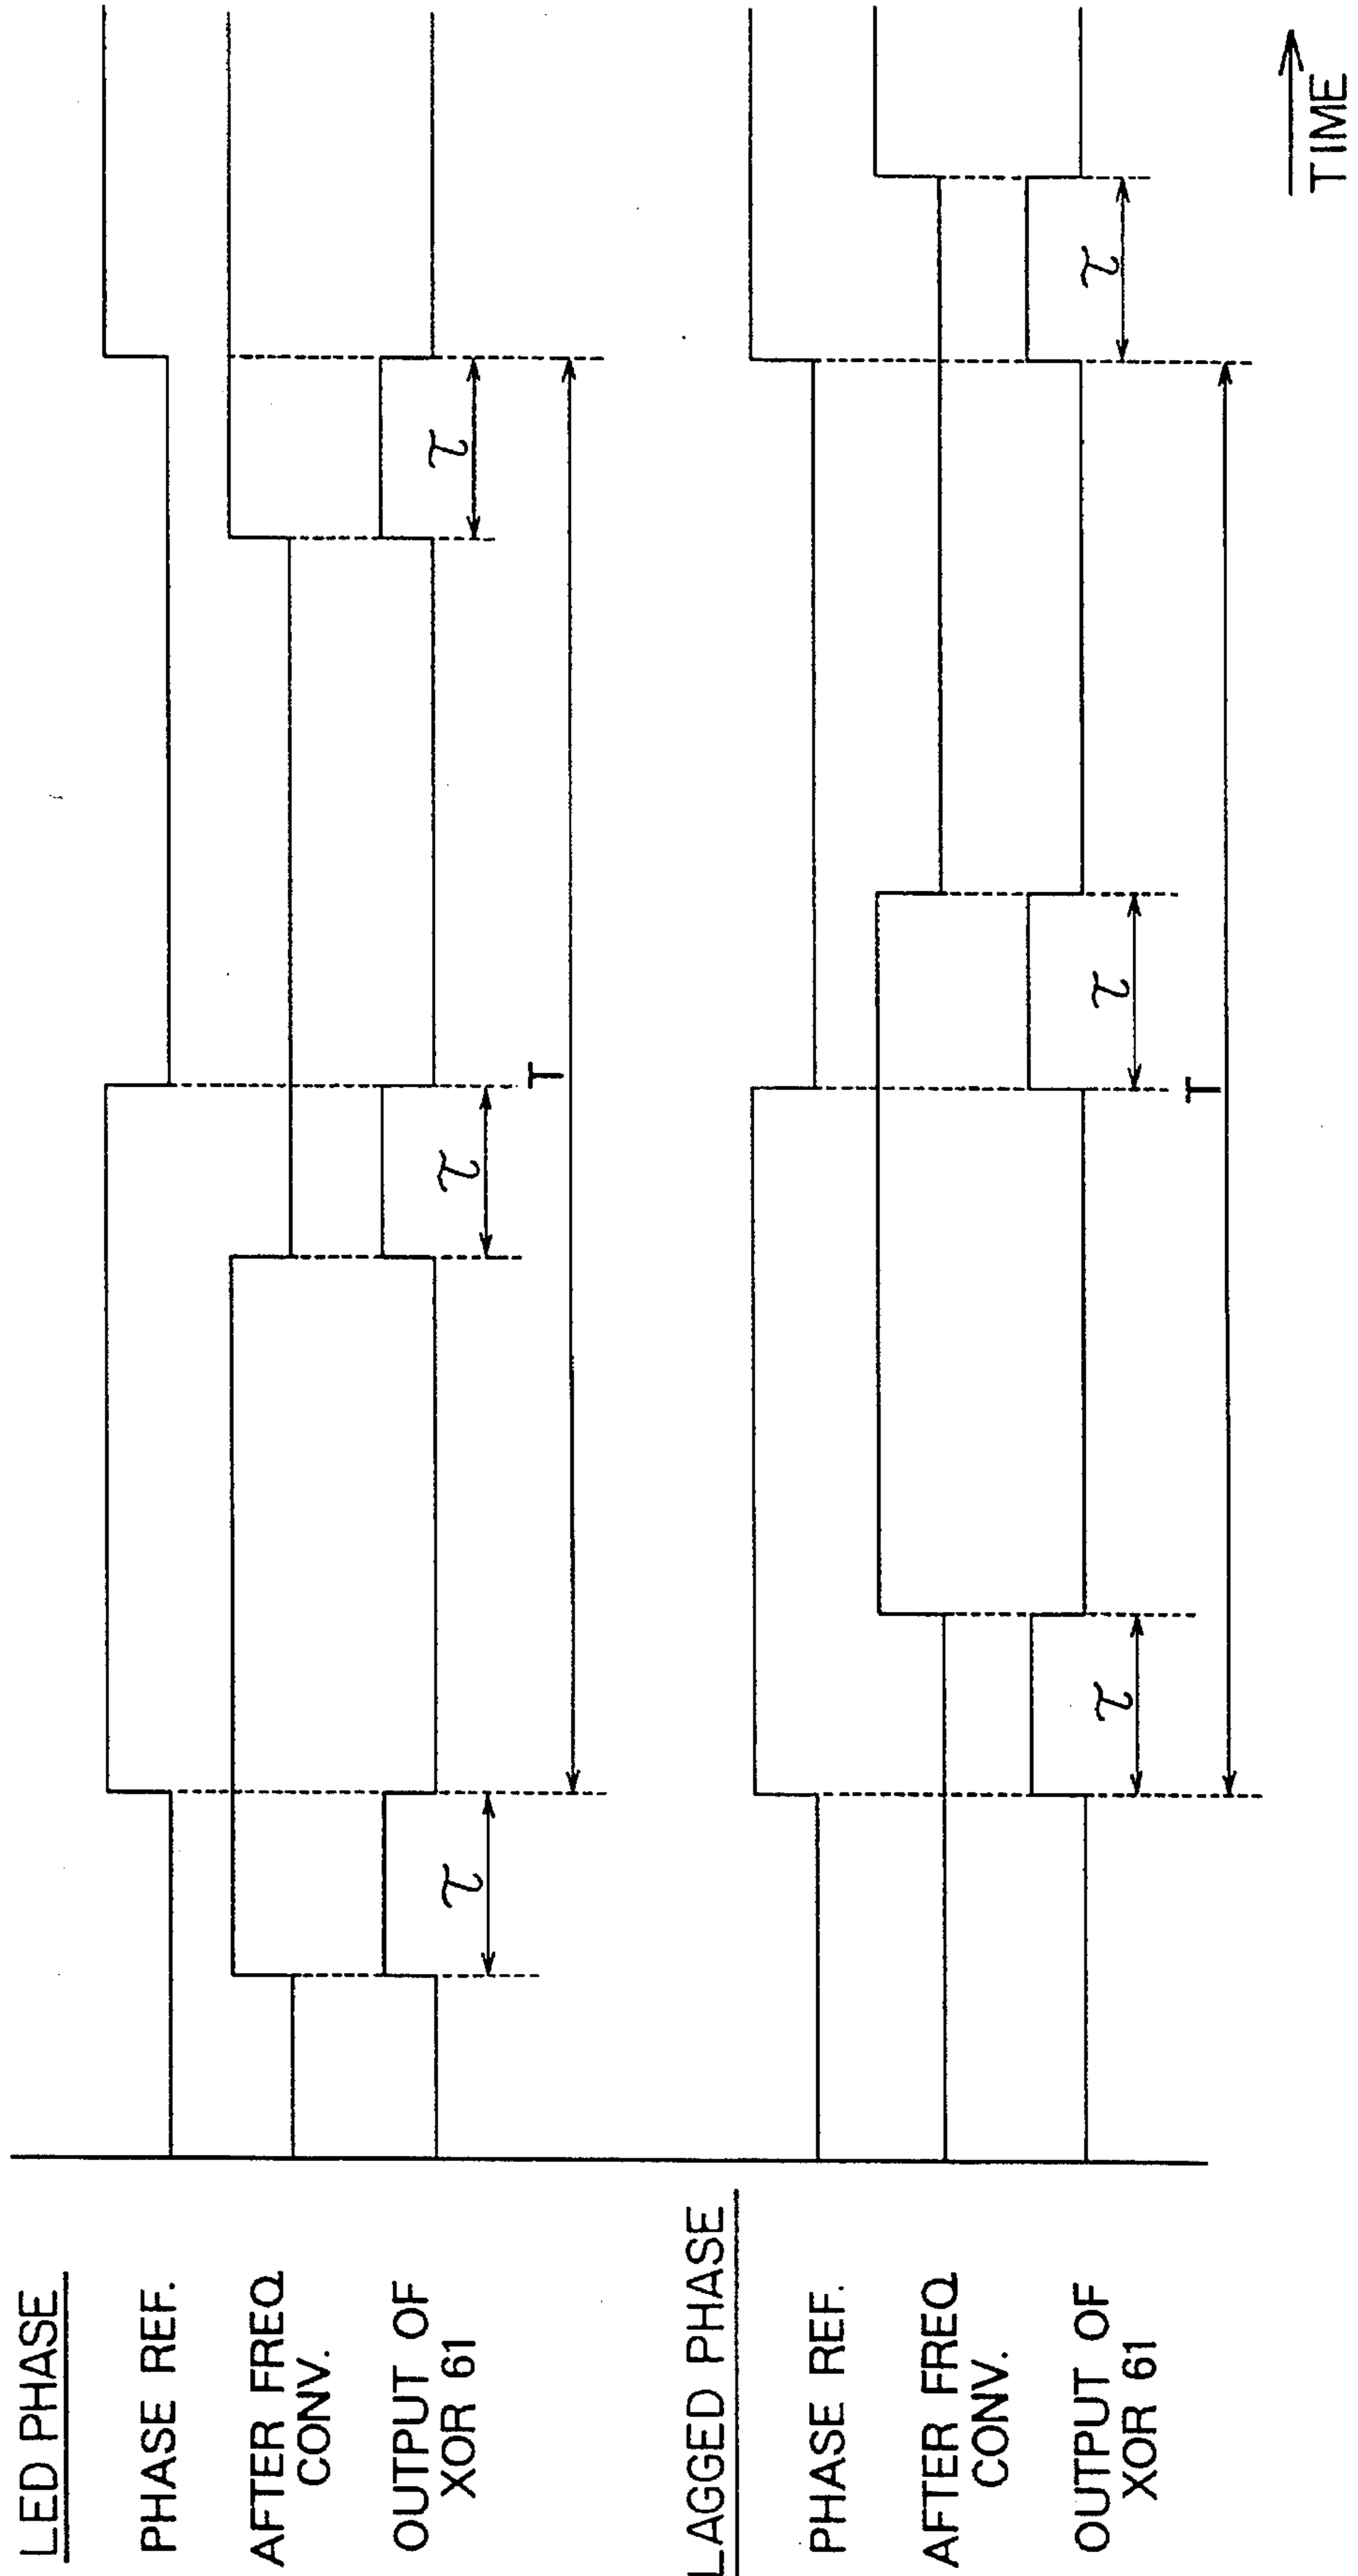 LED PHASE
PHASE REF.
AFTER FREQ
CONV.
OUTPUT OF
XOR 61
τ
τ
τ
T
LAGGED PHASE
PHASE REF.
AFTER FREQ
CONV.
OUTPUT OF
XOR 61
τ
τ
τ
T
TIME